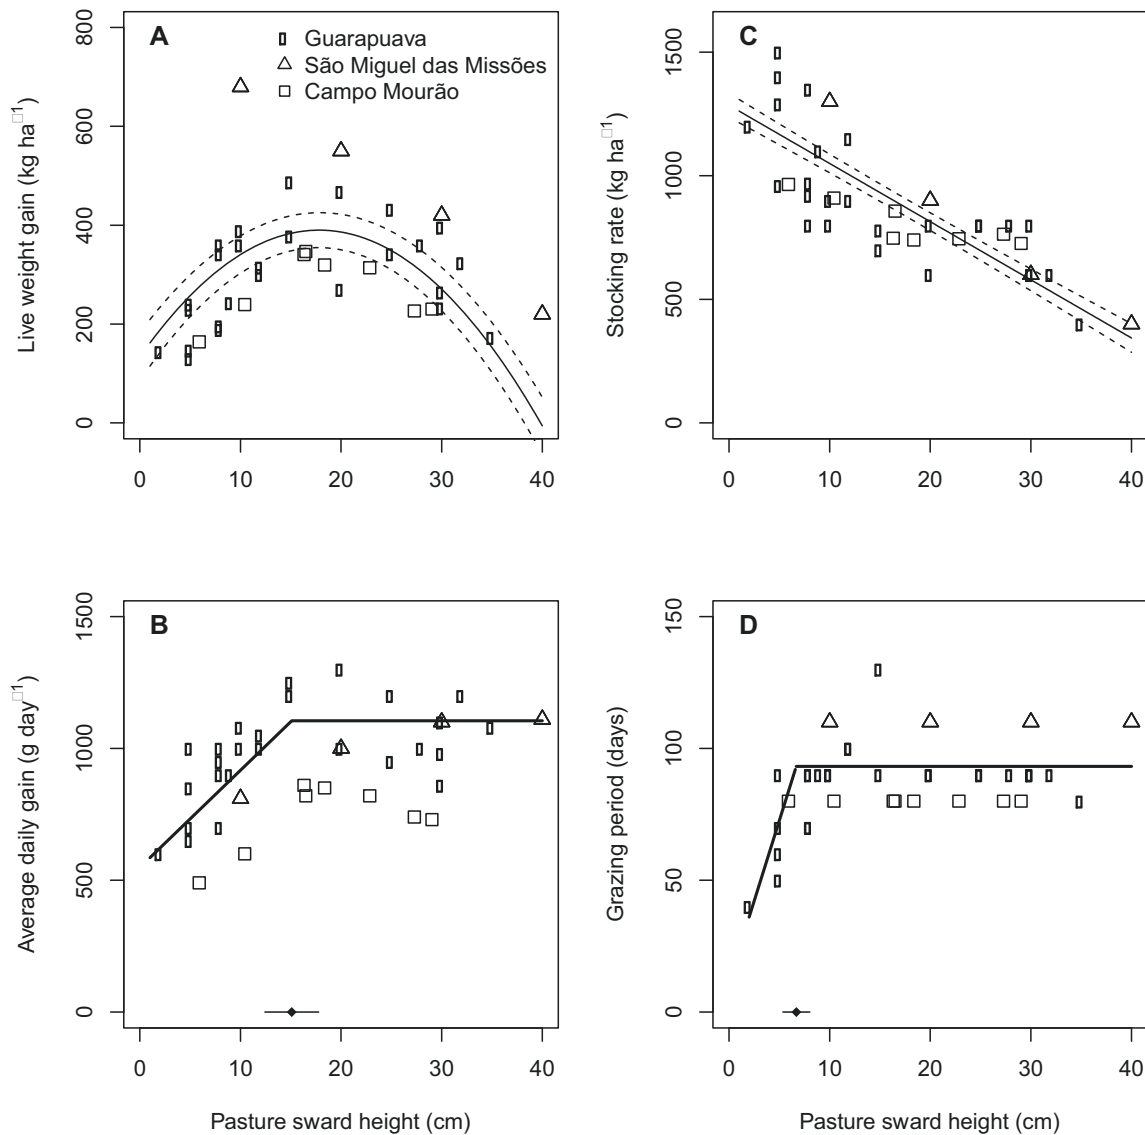 A
Guarapuava
São Miguel das Missões
Campo Mourão
Live weight gain (kg ha□1)
0
200
400
600
800
0 10 20 30 40
C
Stocking rate (kg ha□1)
0
500
1000
1500
0 10 20 30 40
B
Average daily gain (g day□1)
0
500
1000
1500
0 10 20 30 40
Pasture sward height (cm)
D
Grazing period (days)
0
50
100
150
0 10 20 30 40
Pasture sward height (cm)